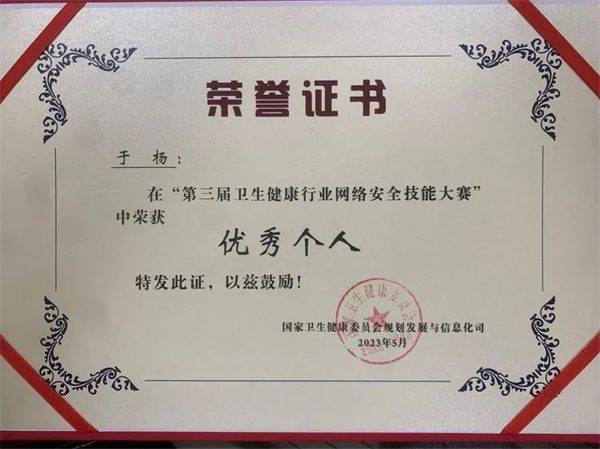 荣誉证书
于 杨：
在“第三届卫生健康行业网络安全技能大赛”
中荣获
优秀个人
特发此证，以兹鼓励！
国家卫生健康委员会规划发展与信息化司
2023年5月